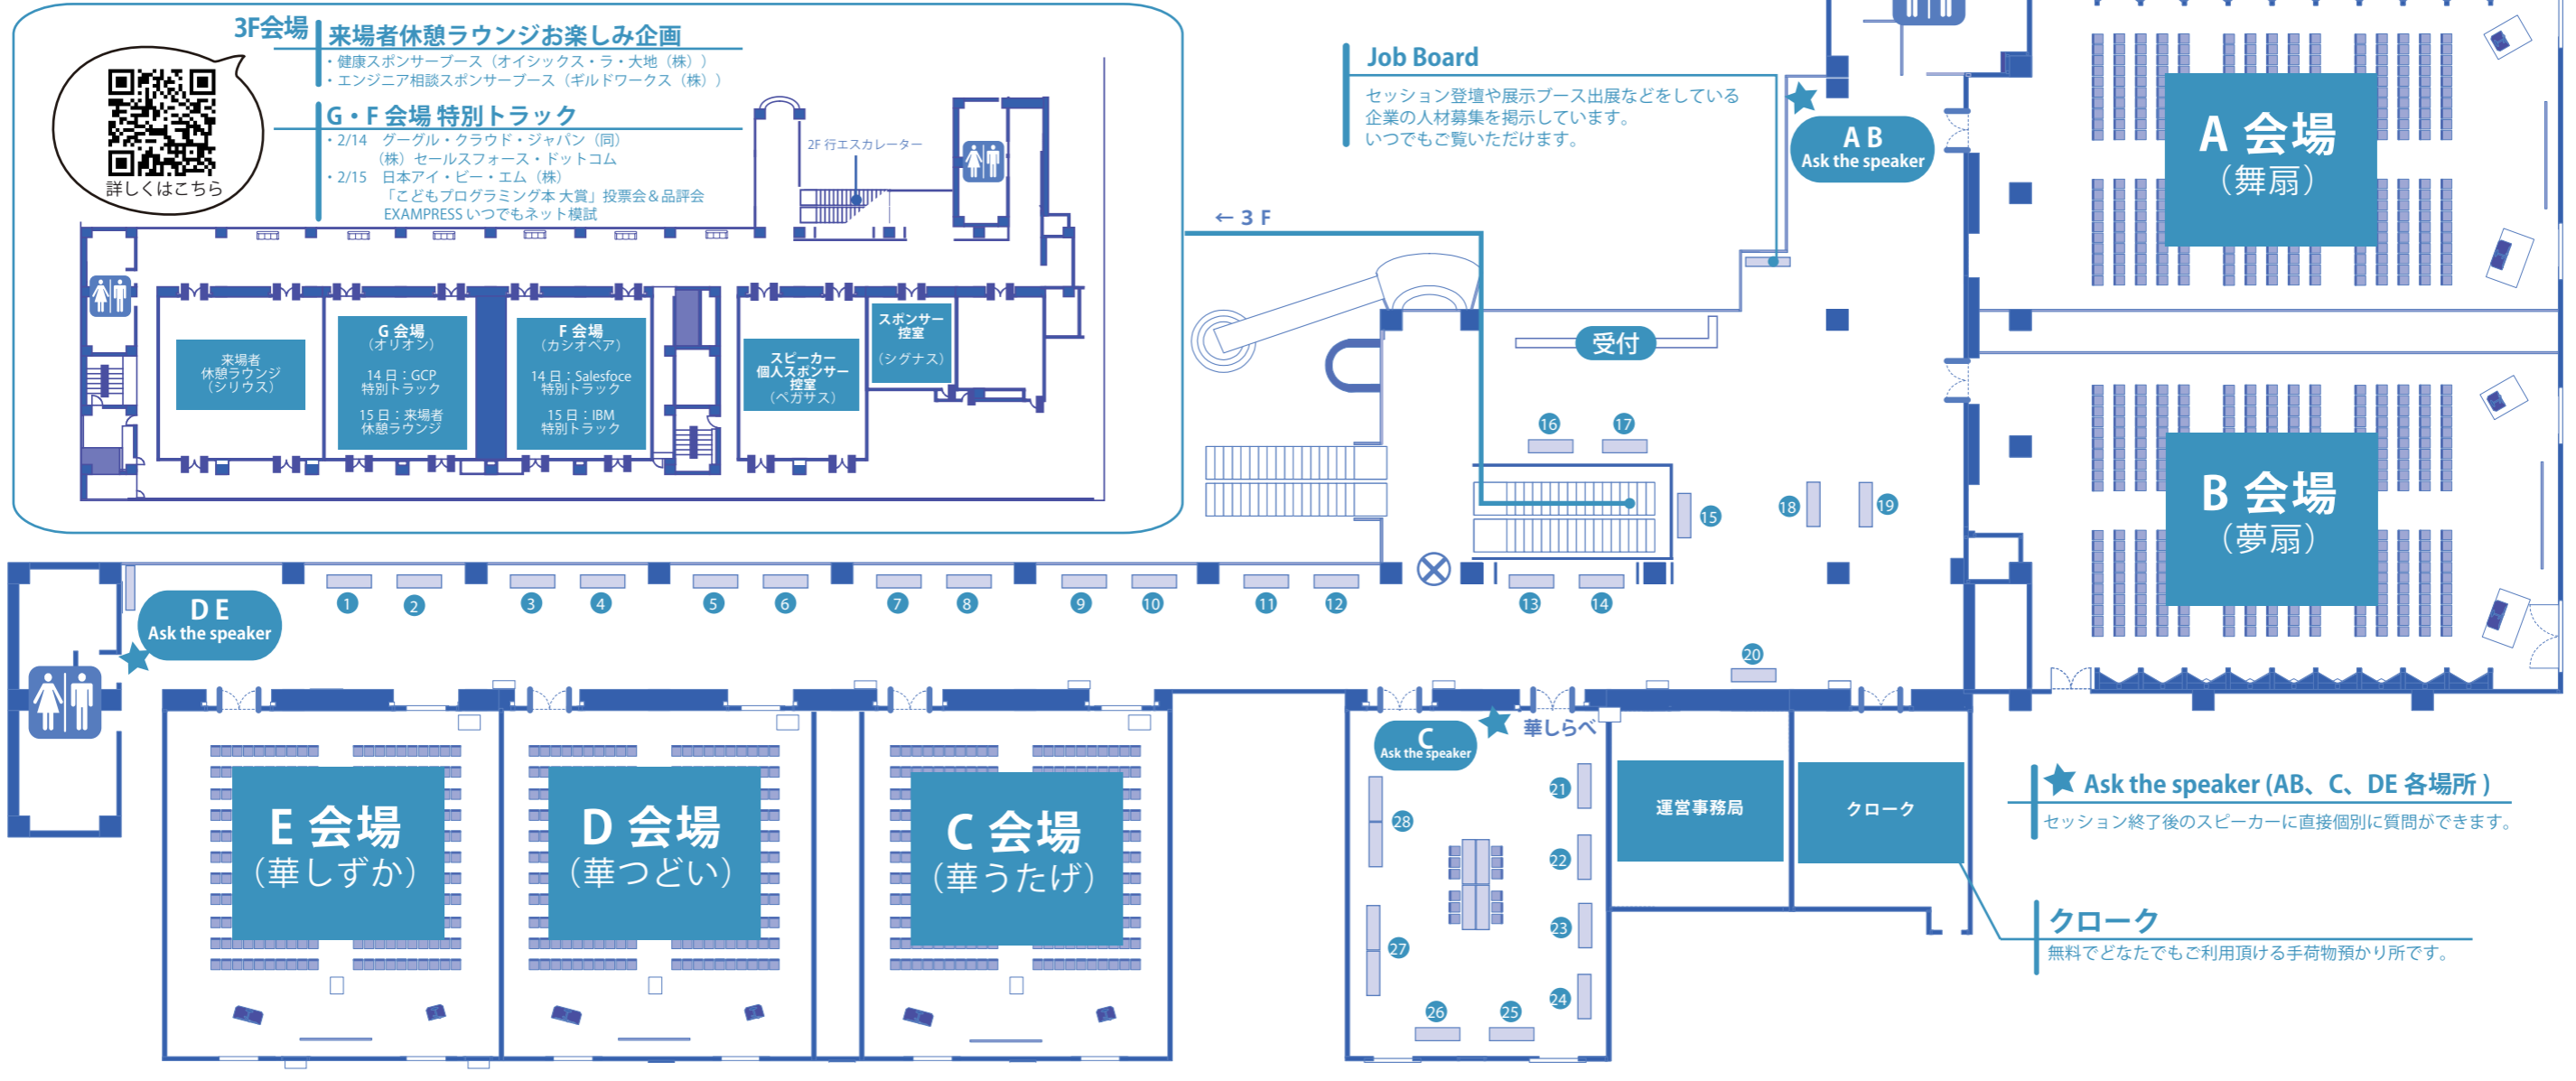 3F会場
来場者休憩ラウンジお楽しみ企画
・健康スポンサーブース（オイシックス・ラ・大地（株））
・エンジニア相談スポンサーブース（ギルドワークス（株））
詳しくはこちら
G・F 会場 特別トラック
・2/14 グーグル・クラウド・ジャパン（同）
（株）セールスフォース・ドットコム
・2/15 日本アイ・ビー・エム（株）
「こどもプログラミング本 大賞」投票会＆品評会
EXAMPRESS いつでもネット模試
2F 行エスカレーター
来場者
休憩ラウンジ
（シリウス）
G 会場
（オリオン）
14 日：GCP
特別トラック
15 日：来場者
休憩ラウンジ
F 会場
（カシオペア）
14 日：Salesfoce
特別トラック
15 日：IBM
特別トラック
スピーカー
個人スポンサー
控室
（ペガサス）
スポンサー
控室
（シグナス）
← 3 F
Job Board
セッション登壇や展示ブース出展などをしている
企業の人材募集を掲示しています。
いつでもご覧いただけます。
A B
Ask the speaker
A 会場
（舞扇）
受付
16
17
15
18
19
B 会場
（夢扇）
D E
Ask the speaker
1
2
3
4
5
6
7
8
9
10
11
12
13
14
20
E 会場
（華しずか）
D 会場
（華つどい）
C 会場
（華うたげ）
C
Ask the speaker
華しらべ
21
22
23
24
25
26
27
28
運営事務局
クローク
Ask the speaker (AB、C、DE 各場所 )
セッション終了後のスピーカーに直接個別に質問ができます。
クローク
無料でどなたでもご利用頂ける手荷物預かり所です。